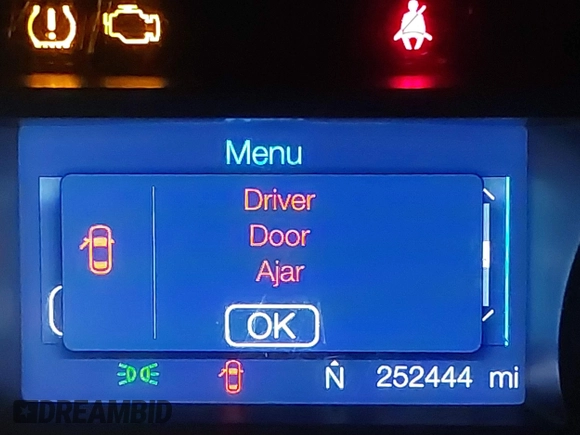 Menu
Driver
Door
Ajar
OK
N 252444 mi
DREAMBID